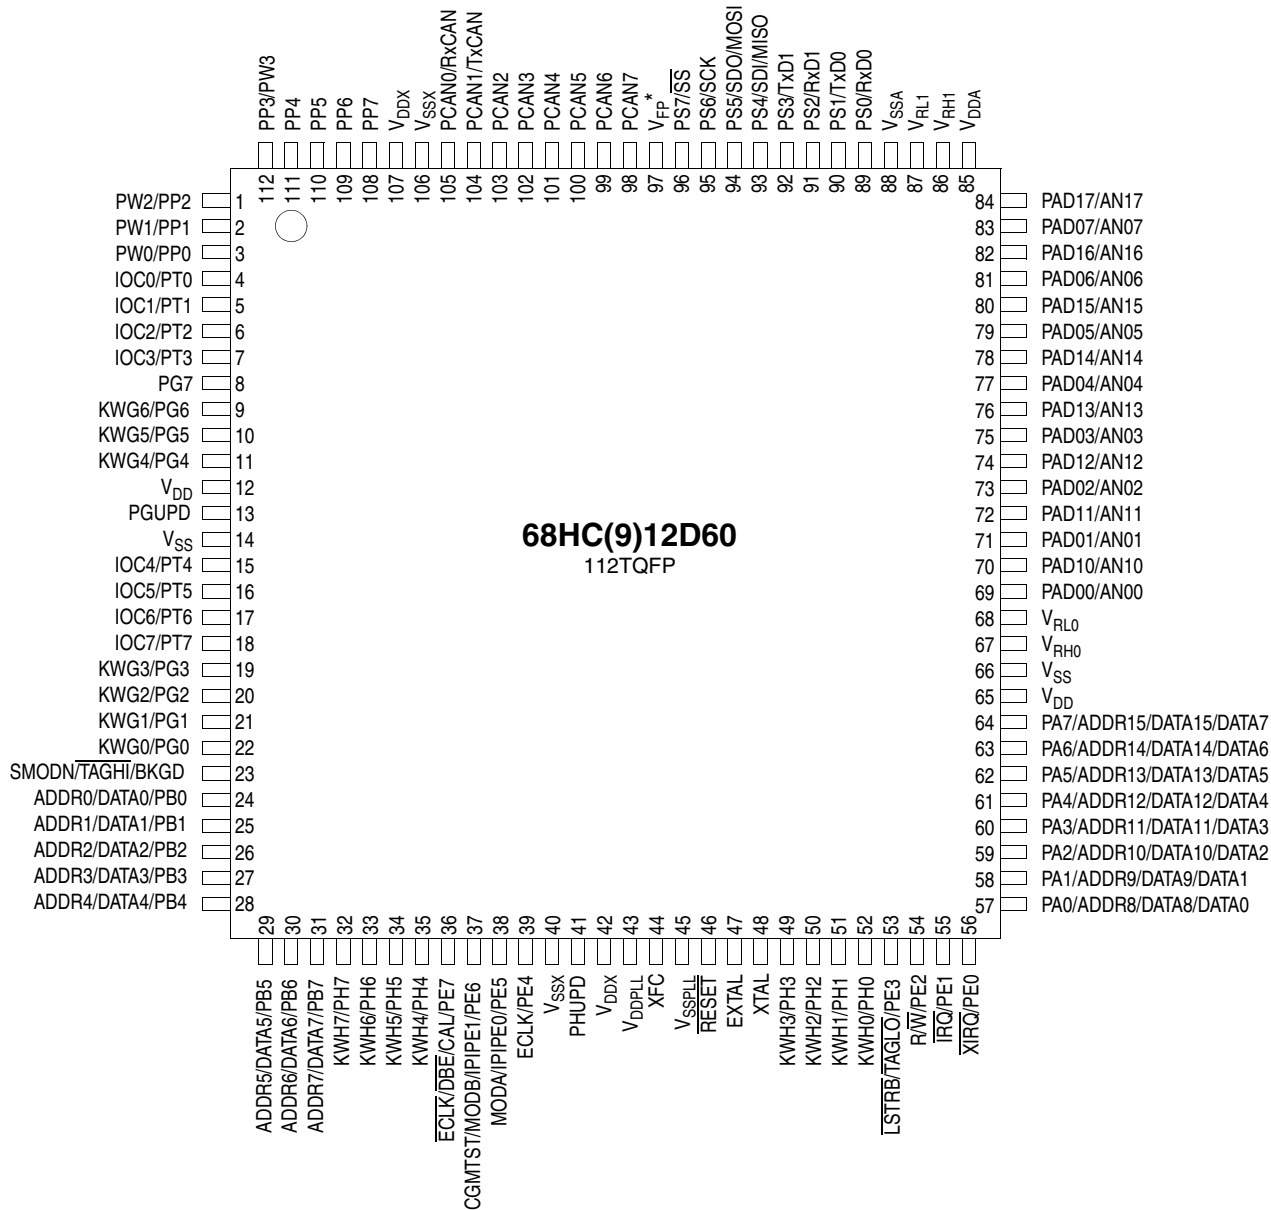 PP3/PW3
PP4
PP5
PP6
PP7
VDDX
VSSX
PCAN0/RxCAN
PCAN1/TxCAN
PCAN2
PCAN3
PCAN4
PCAN5
PCAN6
PCAN7
VFP*
PS7/SS
PS6/SCK
PS5/SDO/MOSI
PS4/SDI/MISO
PS3/TxD1
PS2/RxD1
PS1/TxD0
PS0/RxD0
VSSA
VRL1
VRH1
VDDA
112
111
110
109
108
107
106
105
104
103
102
101
100
99
98
97
96
95
94
93
92
91
90
89
88
87
86
85
PW2/PP2 1
PW1/PP1 2
PW0/PP0 3
IOC0/PT0 4
IOC1/PT1 5
IOC2/PT2 6
IOC3/PT3 7
PG7 8
KWG6/PG6 9
KWG5/PG5 10
KWG4/PG4 11
VDD 12
PGUPD 13
VSS 14
IOC4/PT4 15
IOC5/PT5 16
IOC6/PT6 17
IOC7/PT7 18
KWG3/PG3 19
KWG2/PG2 20
KWG1/PG1 21
KWG0/PG0 22
SMODN/TAGHI/BKGD 23
ADDR0/DATA0/PB0 24
ADDR1/DATA1/PB1 25
ADDR2/DATA2/PB2 26
ADDR3/DATA3/PB3 27
ADDR4/DATA4/PB4 28
68HC(9)12D60
112TQFP
84 PAD17/AN17
83 PAD07/AN07
82 PAD16/AN16
81 PAD06/AN06
80 PAD15/AN15
79 PAD05/AN05
78 PAD14/AN14
77 PAD04/AN04
76 PAD13/AN13
75 PAD03/AN03
74 PAD12/AN12
73 PAD02/AN02
72 PAD11/AN11
71 PAD01/AN01
70 PAD10/AN10
69 PAD00/AN00
68 VRL0
67 VRH0
66 VSS
65 VDD
64 PA7/ADDR15/DATA15/DATA7
63 PA6/ADDR14/DATA14/DATA6
62 PA5/ADDR13/DATA13/DATA5
61 PA4/ADDR12/DATA12/DATA4
60 PA3/ADDR11/DATA11/DATA3
59 PA2/ADDR10/DATA10/DATA2
58 PA1/ADDR9/DATA9/DATA1
57 PA0/ADDR8/DATA8/DATA0
29
30
31
32
33
34
35
36
37
38
39
40
41
42
43
44
45
46
47
48
49
50
51
52
53
54
55
56
ADDR5/DATA5/PB5
ADDR6/DATA6/PB6
ADDR7/DATA7/PB7
KWH7/PH7
KWH6/PH6
KWH5/PH5
KWH4/PH4
ECLK/DBE/CAL/PE7
CGMTST/MODB/IPIPE1/PE6
MODA/IPIPE0/PE5
ECLK/PE4
VSSX
PHUPD
VDDX
VDDPLL
XFC
VSSPLL
RESET
EXTAL
XTAL
KWH3/PH3
KWH2/PH2
KWH1/PH1
KWH0/PH0
LSTRB/TAGLO/PE3
R/W/PE2
IRQ/PE1
XIRQ/PE0